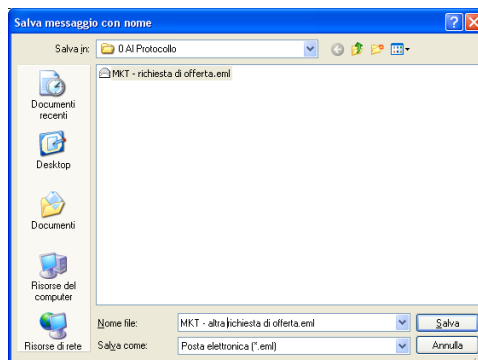 Salva messaggio con nome
Salva in:
0 Al Protocollo
MKT - richiesta di offerta.eml
Documenti
recenti
Desktop
Documenti
Risorse del
computer
Risorse di rete
Nome file:
MKT - altra richiesta di offerta.eml
Salva
Salva come:
Posta elettronica (*.eml)
Annulla